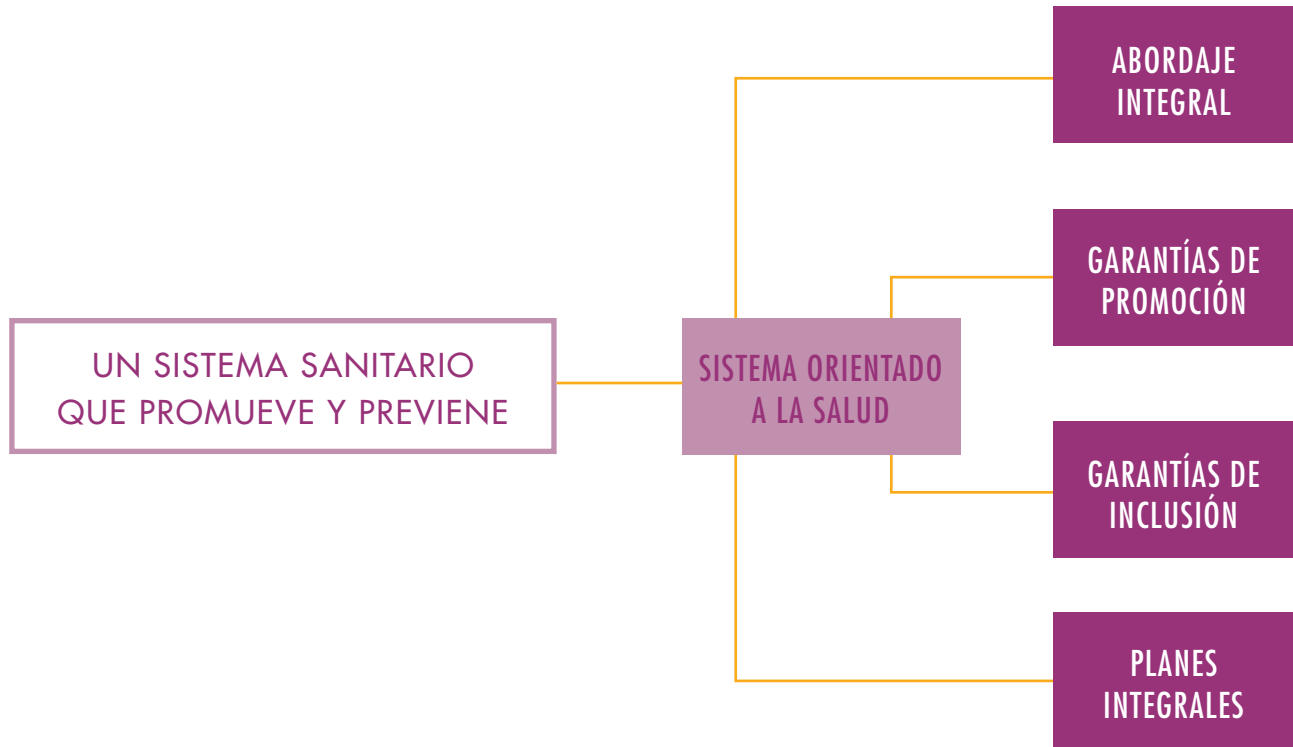 UN SISTEMA SANITARIO
QUE PROMUEVE Y PREVIENE
SISTEMA ORIENTADO
A LA SALUD
ABORDAJE
INTEGRAL
GARANTÍAS DE
PROMOCIÓN
GARANTÍAS DE
INCLUSIÓN
PLANES
INTEGRALES